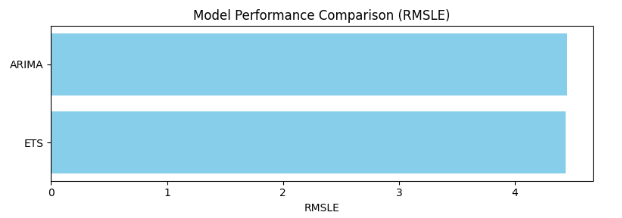 Model Performance Comparison (RMSLE)
ARIMA
ETS
0 1 2 3 4
RMSLE